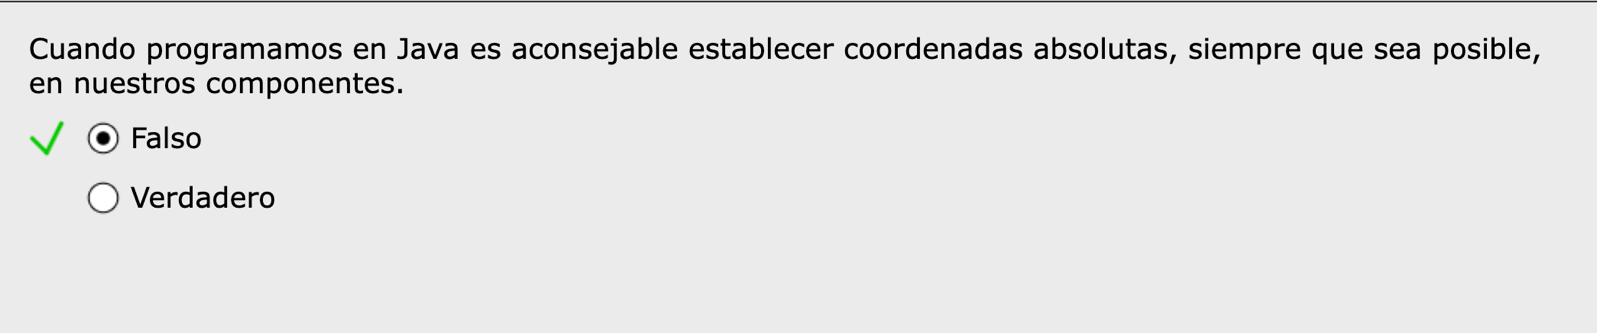 Cuando programamos en Java es aconsejable establecer coordenadas absolutas, siempre que sea posible,
en nuestros componentes.
Falso
Verdadero